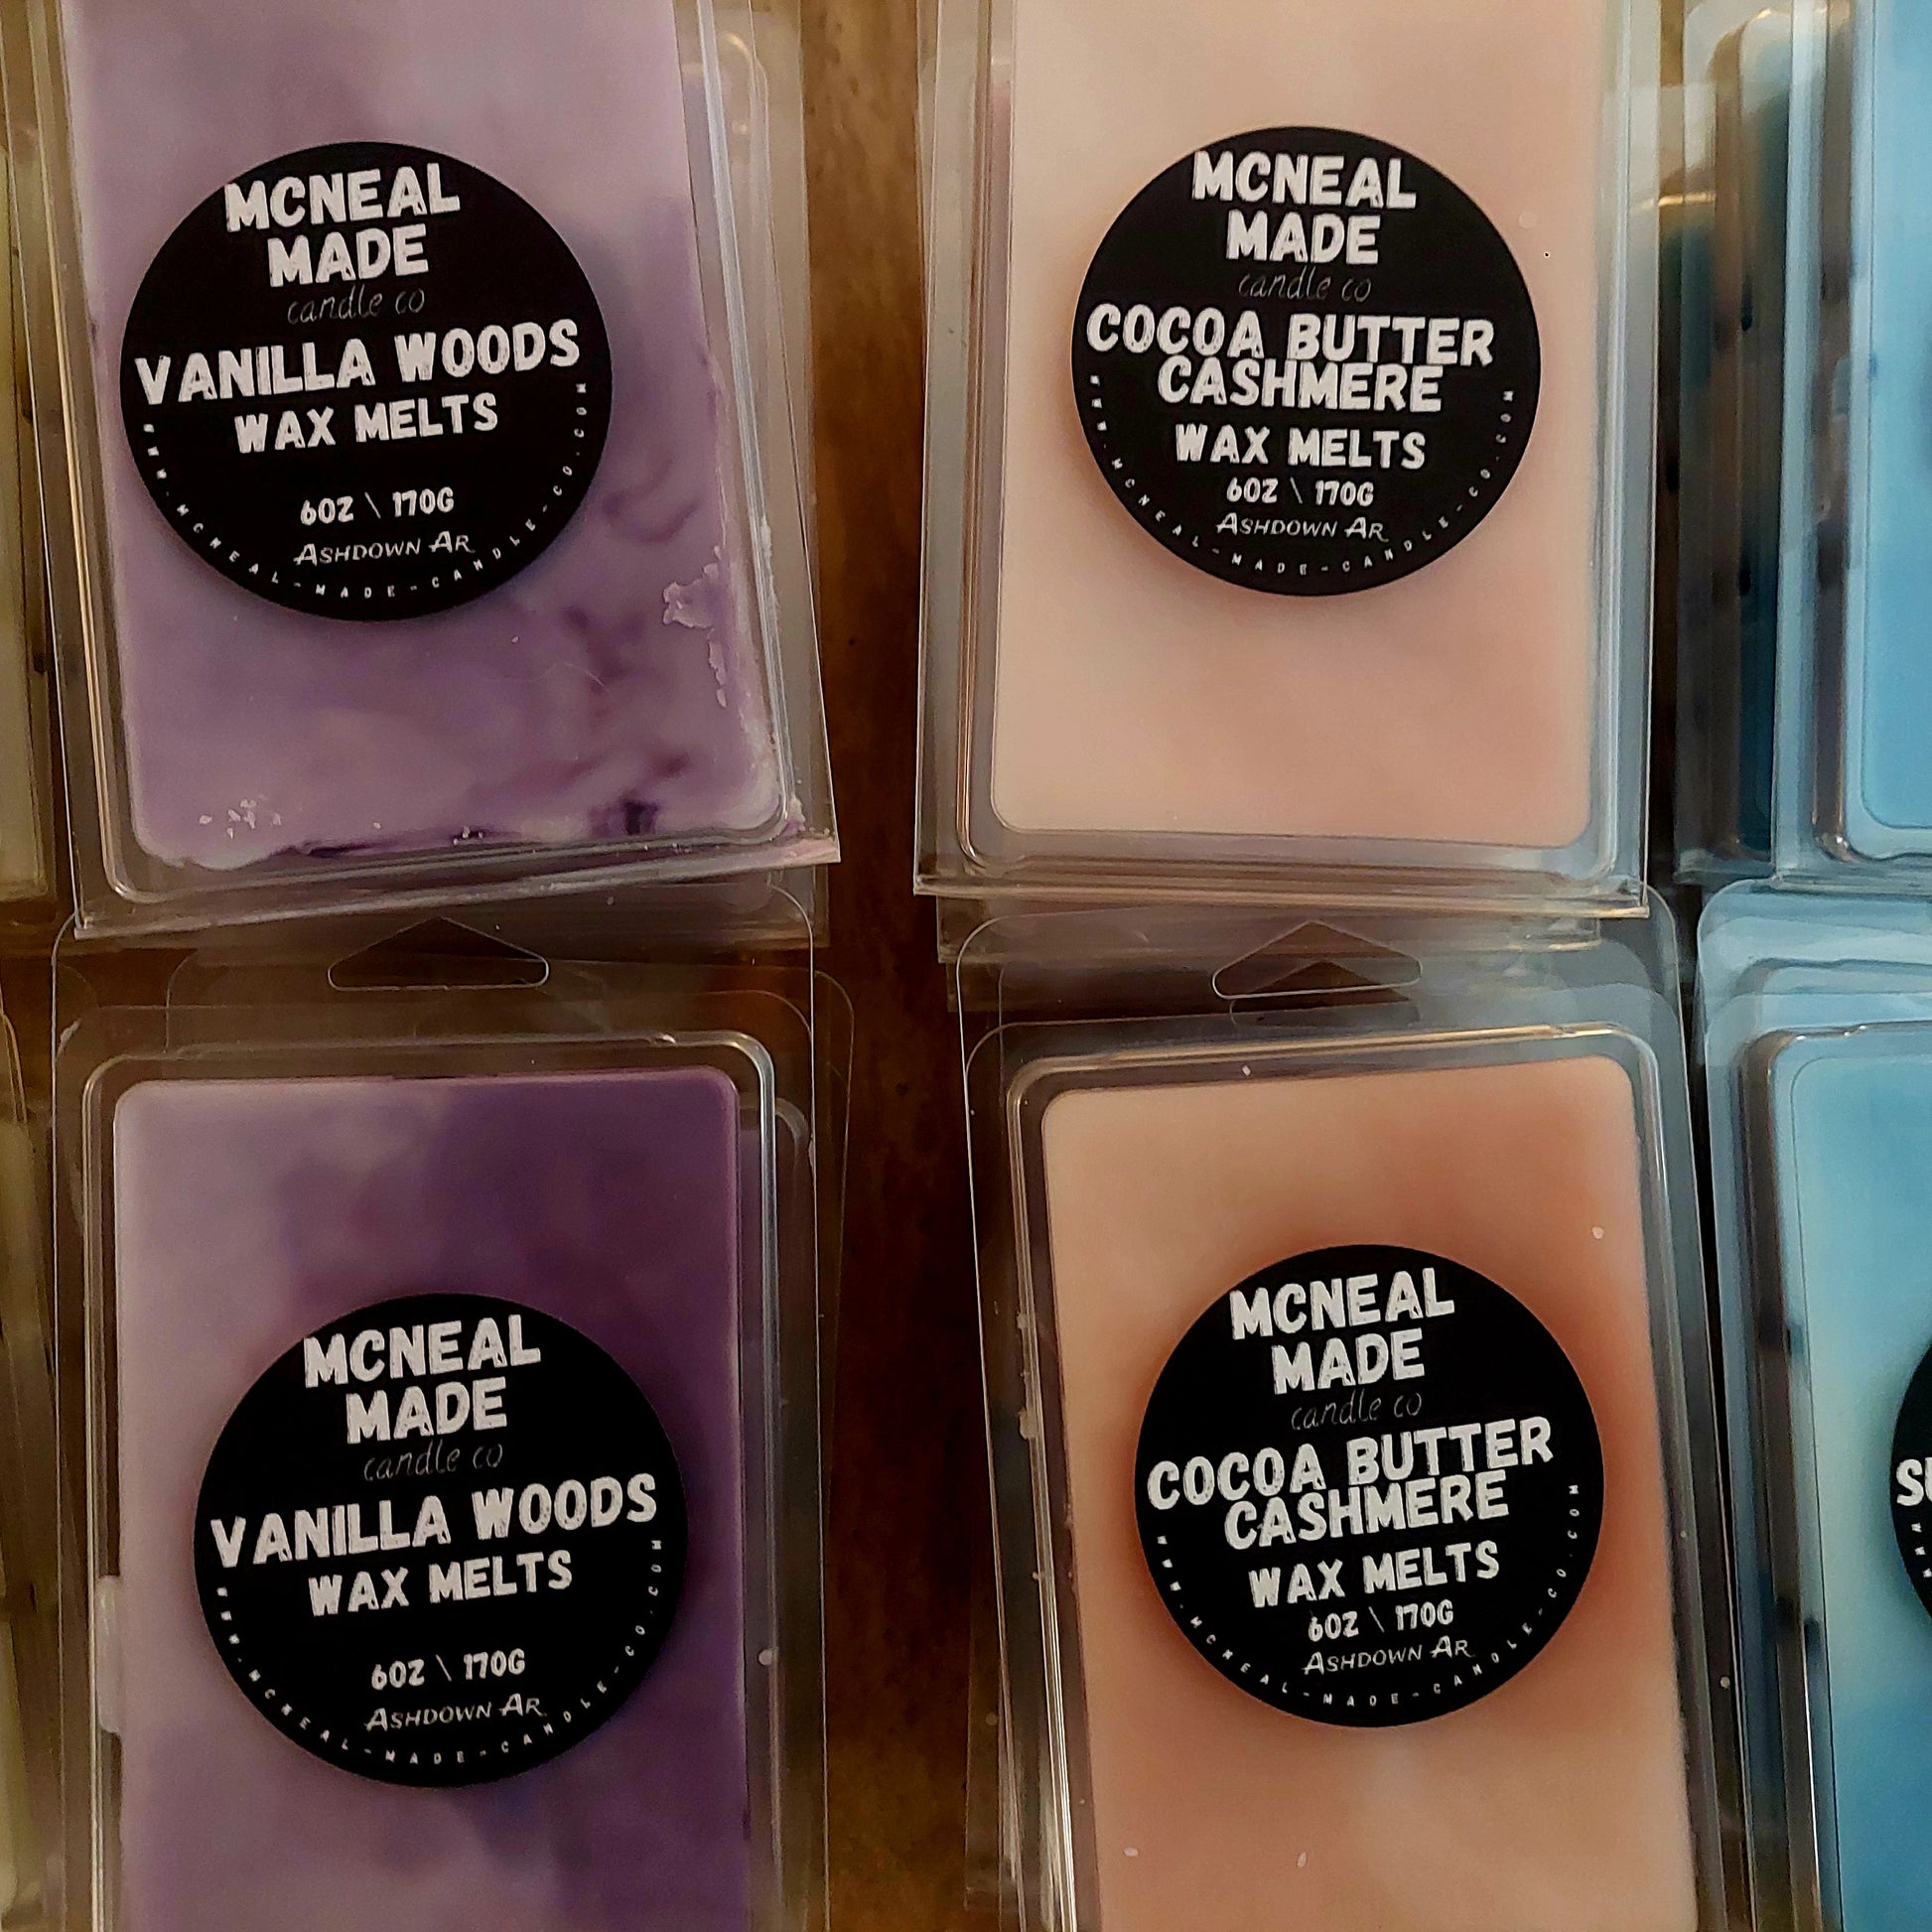 MCNEAL
MADE
candle co
VANILLA WOODS
WAX MELTS
6OZ \ 170G
ASHDOWN AR
WWW.MCNEAL-MADE-CANDLE-CO.COM
MCNEAL
MADE
candle co
COCOA BUTTER
CASHMERE
WAX MELTS
6OZ \ 170G
ASHDOWN AR
WWW.MCNEAL-MADE-CANDLE-CO.COM
MCNEAL
MADE
candle co
VANILLA WOODS
WAX MELTS
6OZ \ 170G
ASHDOWN AR
WWW.MCNEAL-MADE-CANDLE-CO.COM
MCNEAL
MADE
candle co
COCOA BUTTER
CASHMERE
WAX MELTS
6OZ \ 170G
ASHDOWN AR
WWW.MCNEAL-MADE-CANDLE-CO.COM